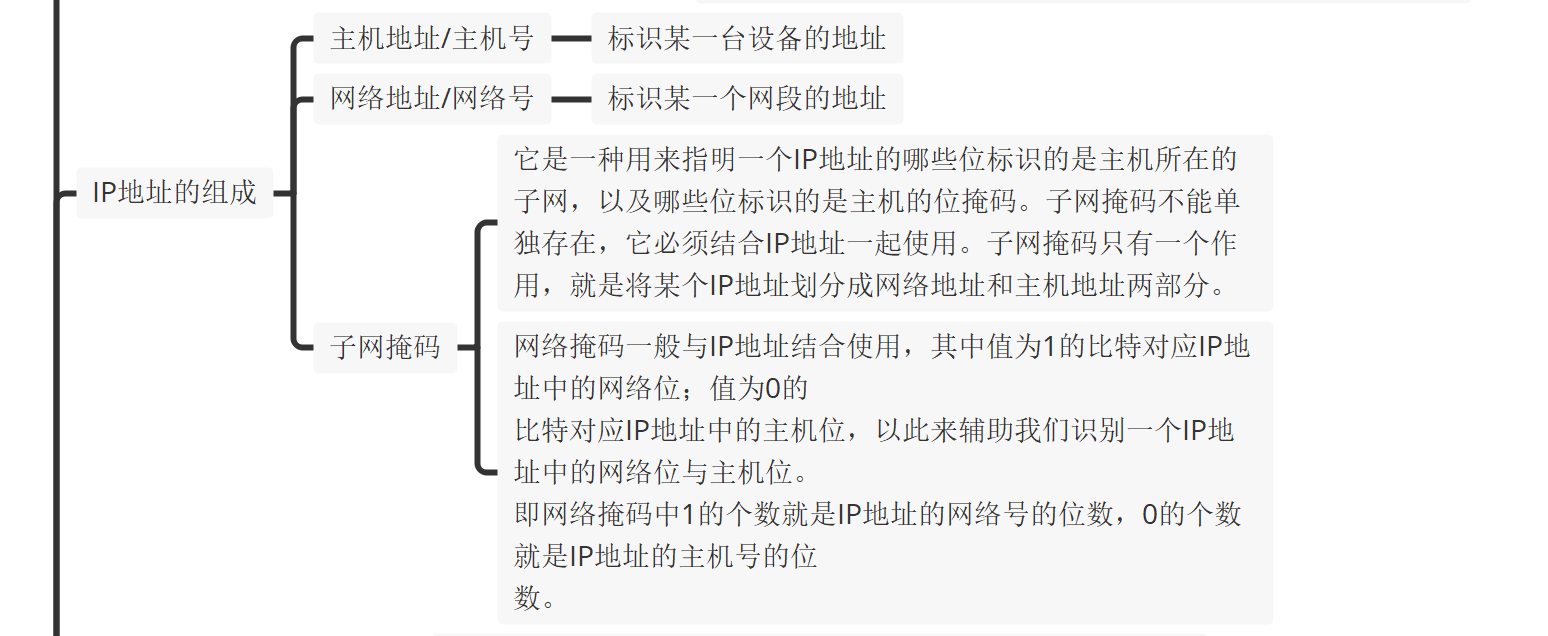 主机地址/主机号
标识某一台设备的地址
网络地址/网络号
标识某一个网段的地址
IP地址的组成
子网掩码
它是一种用来指明一个IP地址的哪些位标识的是主机所在的
子网，以及哪些位标识的是主机的位掩码。子网掩码不能单
独存在，它必须结合IP地址一起使用。子网掩码只有一个作
用，就是将某个IP地址划分成网络地址和主机地址两部分。
网络掩码一般与IP地址结合使用，其中值为1的比特对应IP地
址中的网络位；值为0的
比特对应IP地址中的主机位，以此来辅助我们识别一个IP地
址中的网络位与主机位。
即网络掩码中1的个数就是IP地址的网络号的位数，0的个数
就是IP地址的主机号的位
数。